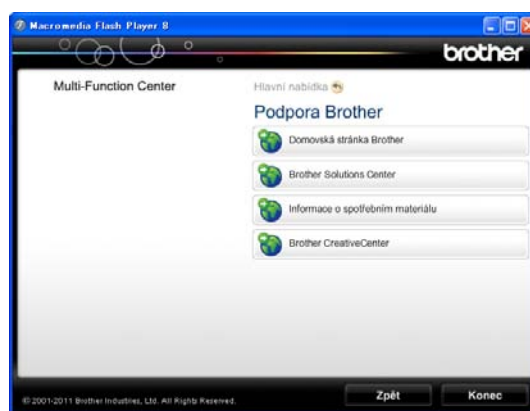 Macromedia Flash Player 8
brother
Multi-Function Center
Hlavní nabídka
Podpora Brother
Domovská stránka Brother
Brother Solutions Center
Informace o spotřebním materiálu
Brother CreativeCenter
© 2001-2011 Brother Industries, Ltd. All Rights Reserved.
Zpět
Konec